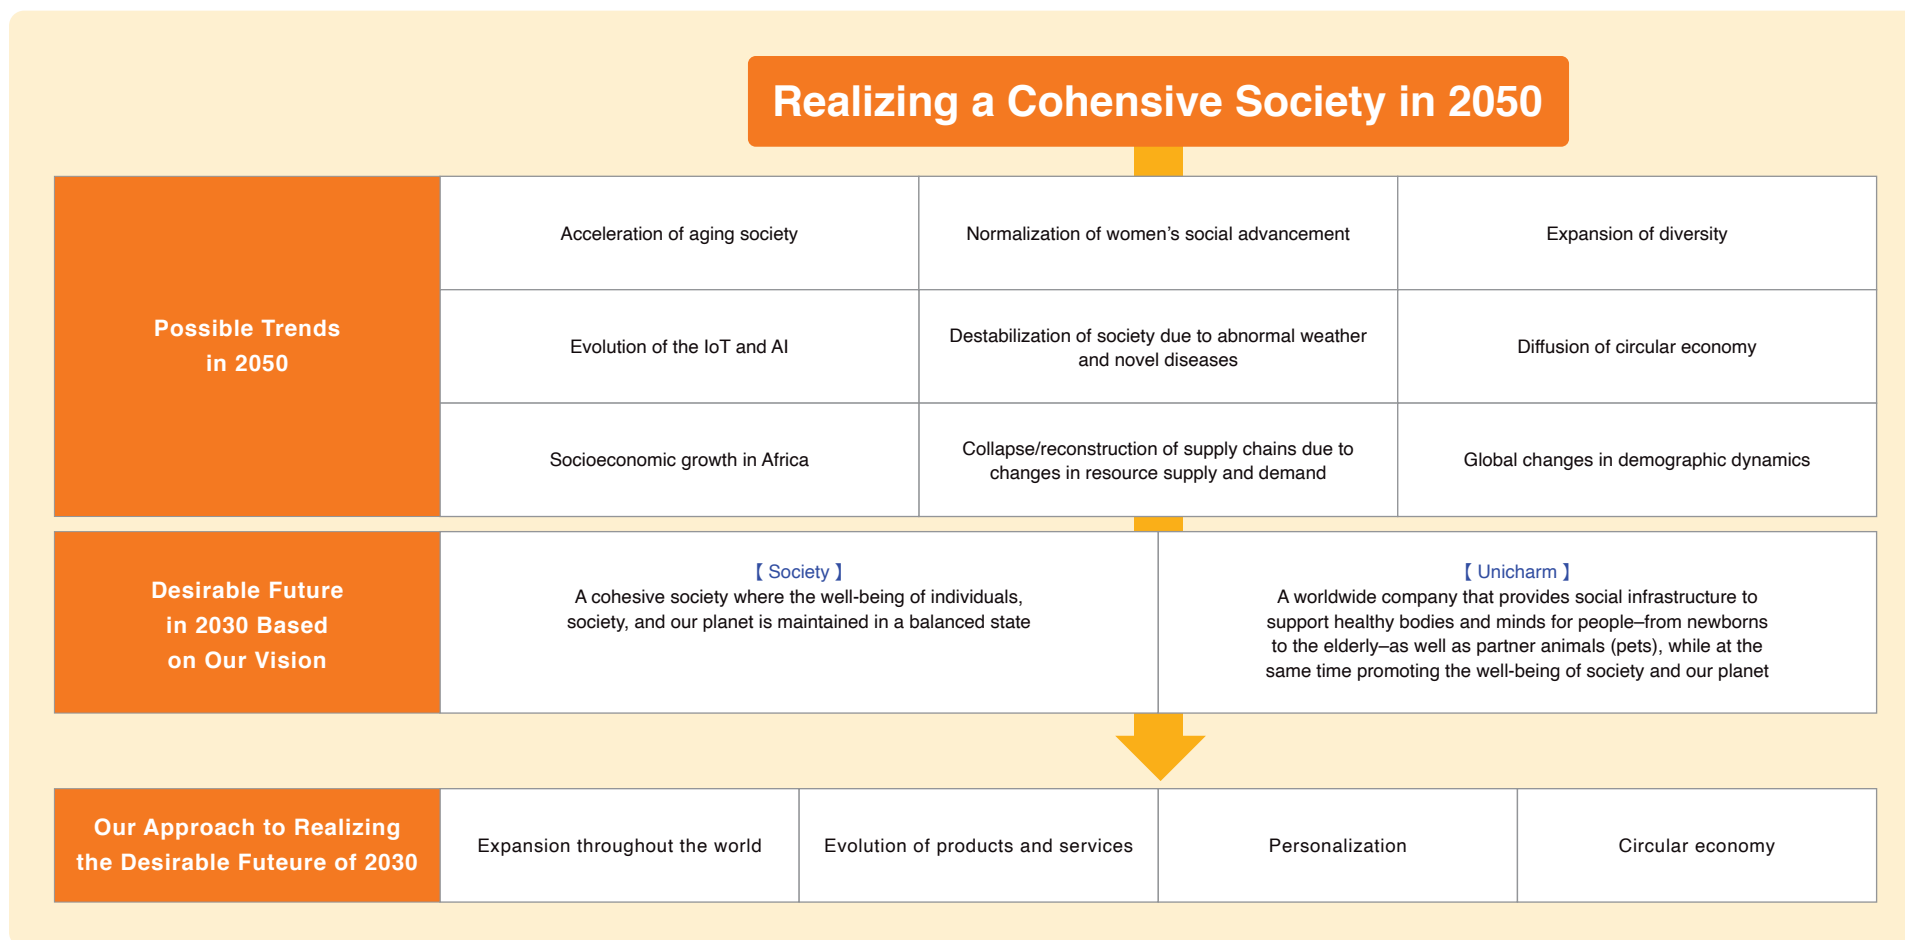 Realizing a Cohensive Society in 2050
Possible Trends
in 2050
Acceleration of aging society
Normalization of women’s social advancement
Expansion of diversity
Evolution of the IoT and AI
Destabilization of society due to abnormal weather
and novel diseases
Diffusion of circular economy
Socioeconomic growth in Africa
Collapse/reconstruction of supply chains due to
changes in resource supply and demand
Global changes in demographic dynamics
Desirable Future
in 2030 Based
on Our Vision
【 Society 】
A cohesive society where the well-being of individuals,
society, and our planet is maintained in a balanced state
【 Unicharm 】
A worldwide company that provides social infrastructure to
support healthy bodies and minds for people–from newborns
to the elderly–as well as partner animals (pets), while at the
same time promoting the well-being of society and our planet
Our Approach to Realizing
the Desirable Futeure of 2030
Expansion throughout the world
Evolution of products and services
Personalization
Circular economy